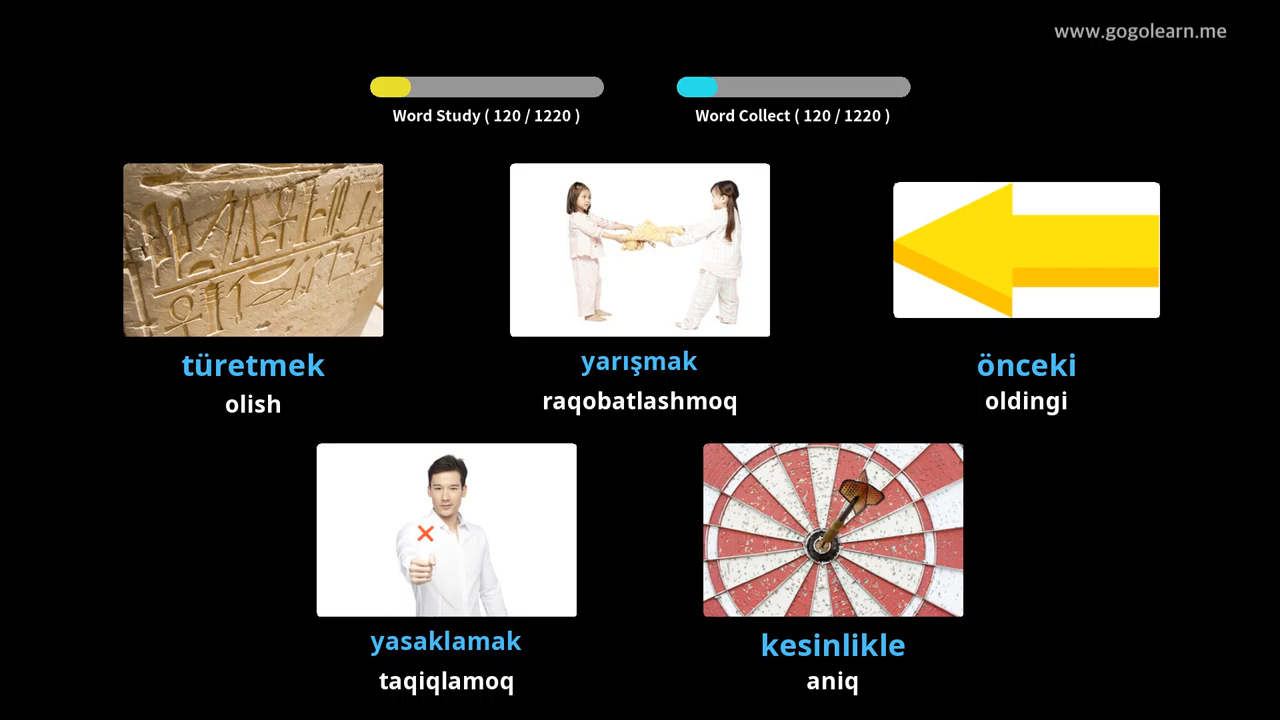 www.gogolearn.me
Word Study ( 120 / 1220 )
Word Collect ( 120 / 1220 )
türetmek
olish
yarışmak
raqobatlashmoq
önceki
oldingi
yasaklamak
taqiqlamoq
kesinlikle
aniq